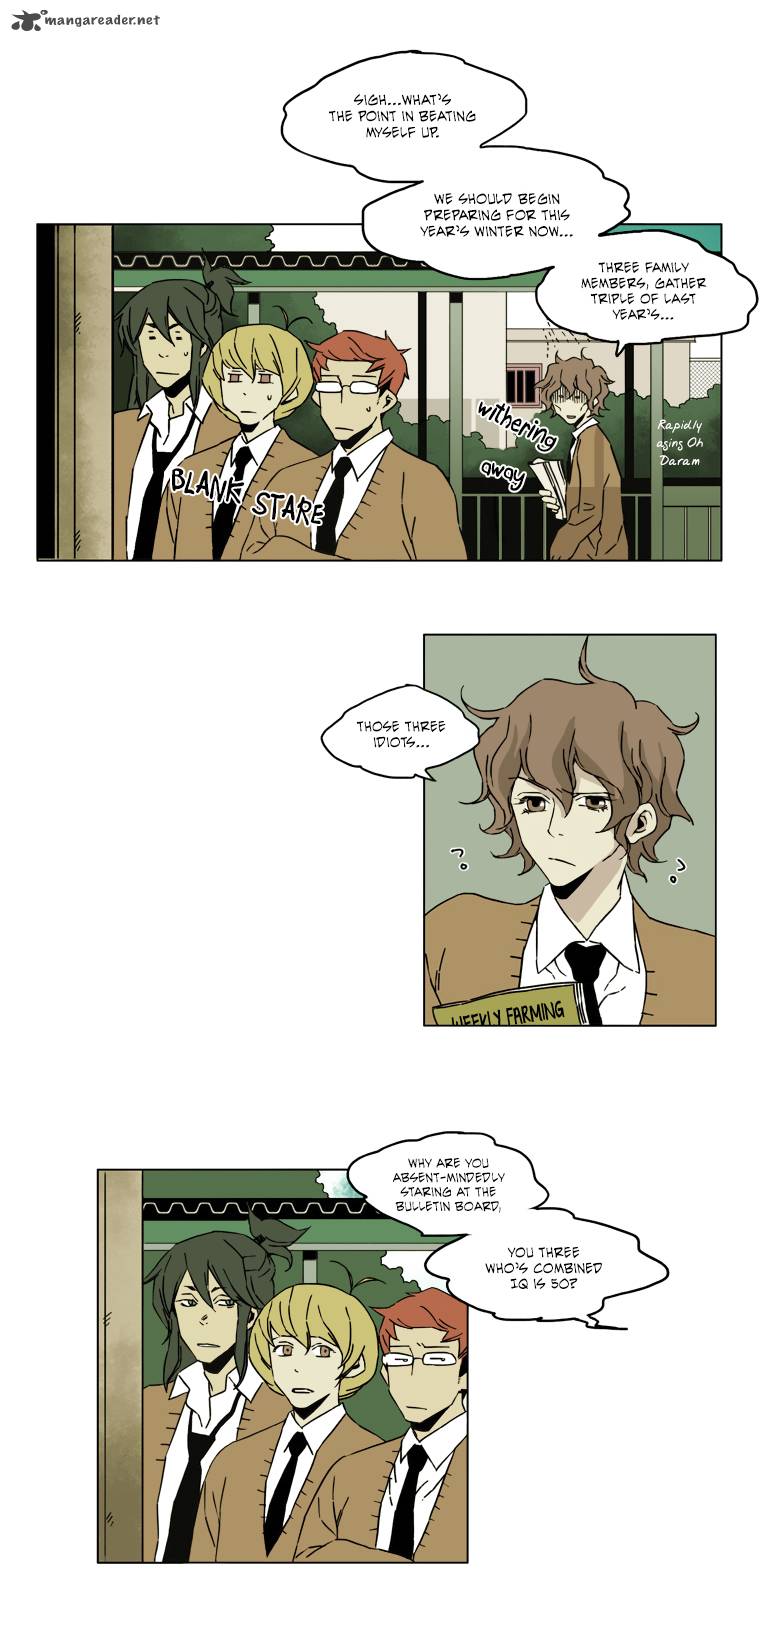 mangareader.net
SIGH...WHAT'S
THE POINT IN BEATING
MYSELF UP.
WE SHOULD BEGIN
PREPARING FOR THIS
YEAR'S WINTER NOW...
THREE FAMILY
MEMBERS, GATHER
TRIPLE OF LAST
YEAR'S...
withering
away
Rapidly
aging Oh
Daram
BLANK STARE
THOSE THREE
IDIOTS...
?
?
WEEKLY FARMING
WHY ARE YOU
ABSENT-MINDEDLY
STARING AT THE
BULLETIN BOARD,
YOU THREE
WHO'S COMBINED
IQ IS 50?